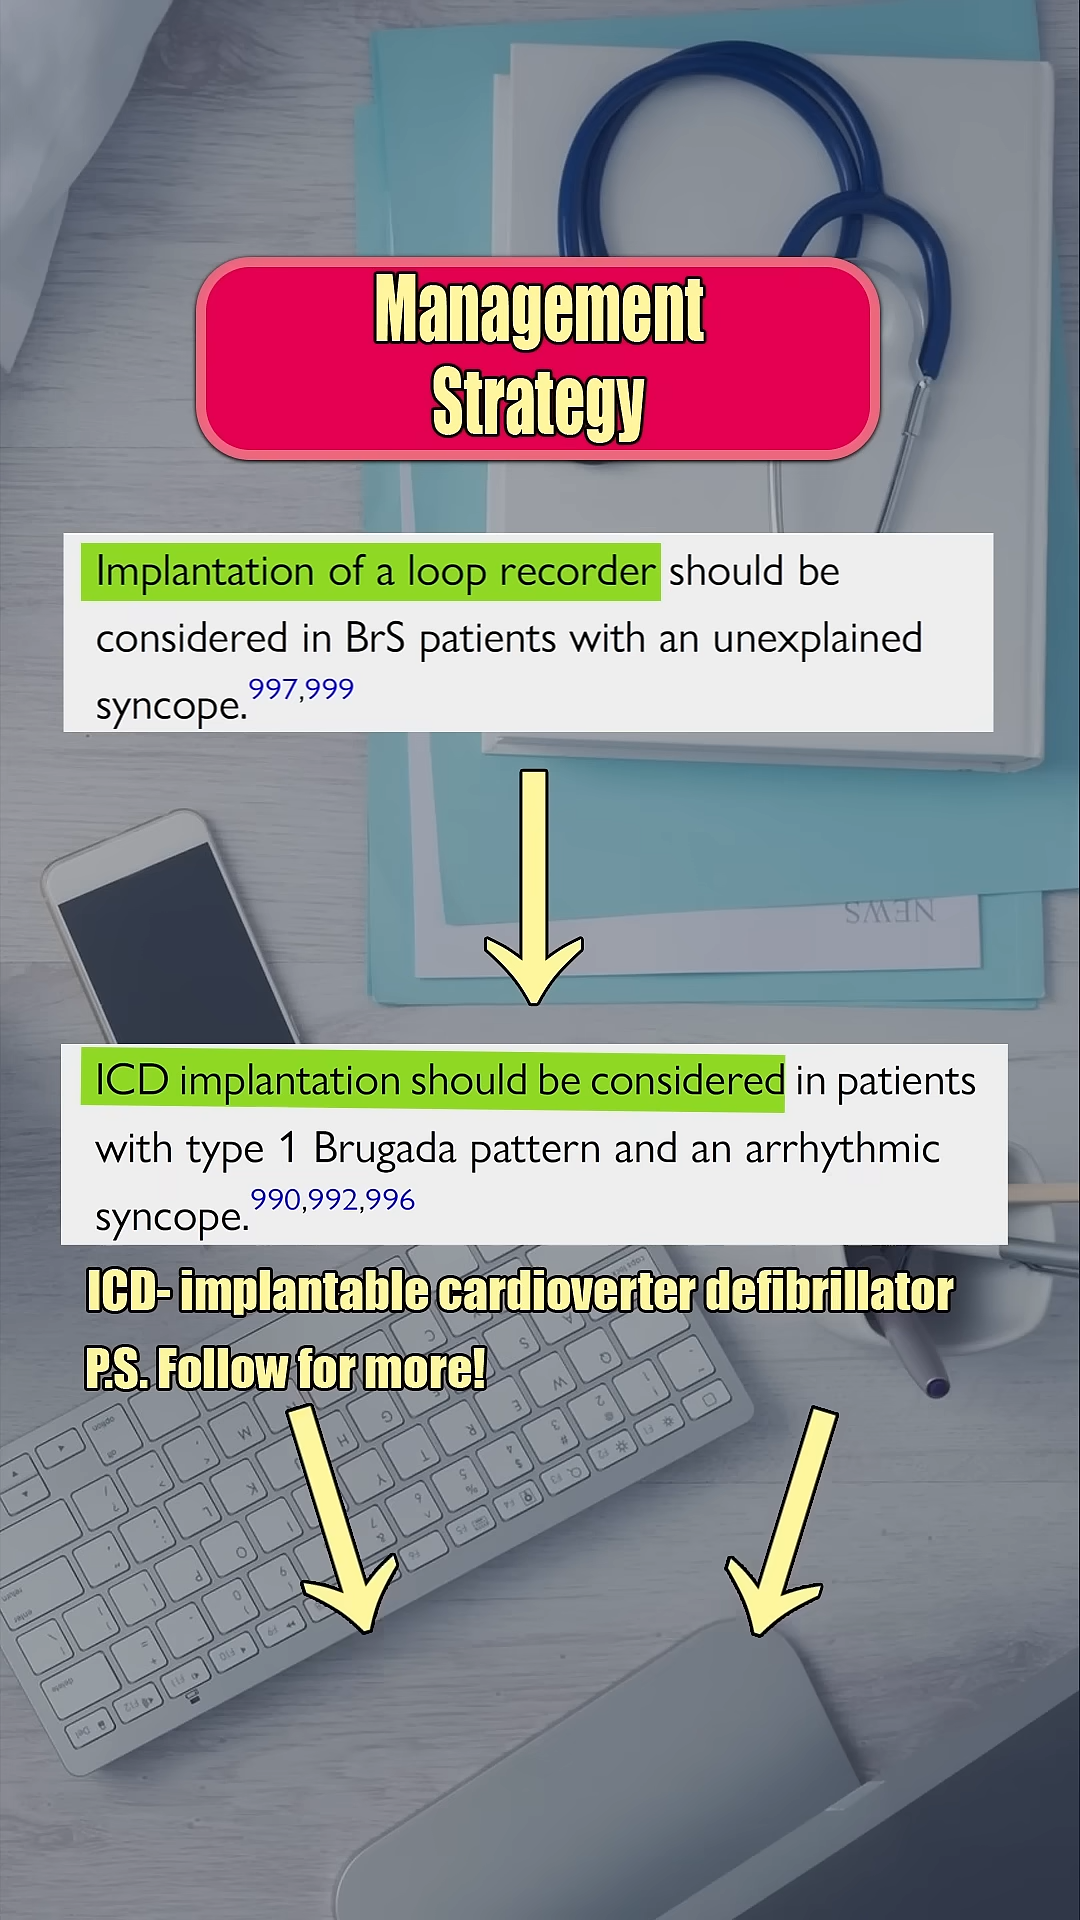 Management
Strategy
Implantation of a loop recorder should be
considered in BrS patients with an unexplained
syncope.997,999
NEWS
ICD implantation should be considered in patients
with type 1 Brugada pattern and an arrhythmic
syncope.990,992,996
ICD- implantable cardioverter defibrillator
P.S. Follow for more!